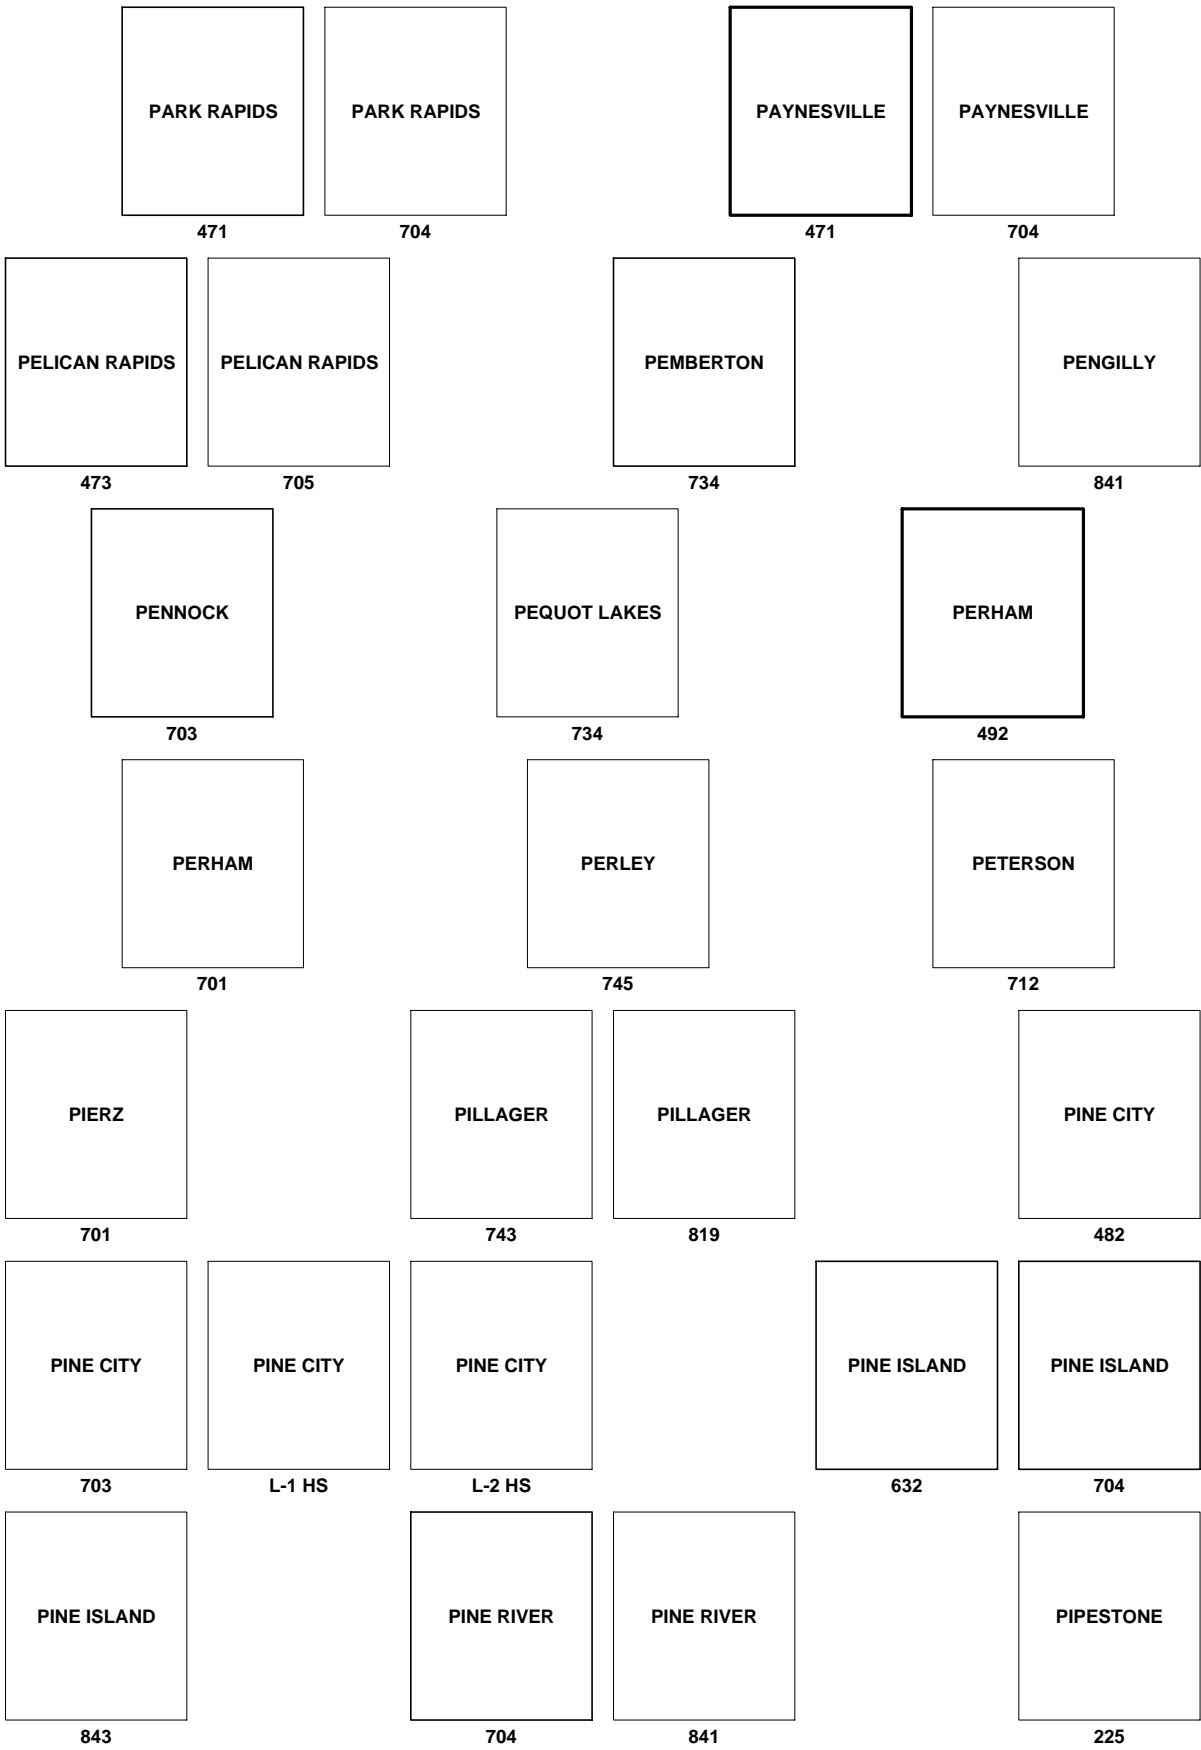 PARK RAPIDS PARK RAPIDS PAYNESVILLE PAYNESVILLE
471 704 471 704
PELICAN RAPIDS PELICAN RAPIDS PEMBERTON PENGILLY
473 705 734 841
PENNOCK PEQUOT LAKES PERHAM
703 734 492
PERHAM PERLEY PETERSON
701 745 712
PIERZ PILLAGER PILLAGER PINE CITY
701 743 819 482
PINE CITY PINE CITY PINE CITY PINE ISLAND PINE ISLAND
703 L-1 HS L-2 HS 632 704
PINE ISLAND PINE RIVER PINE RIVER PIPESTONE
843 704 841 225